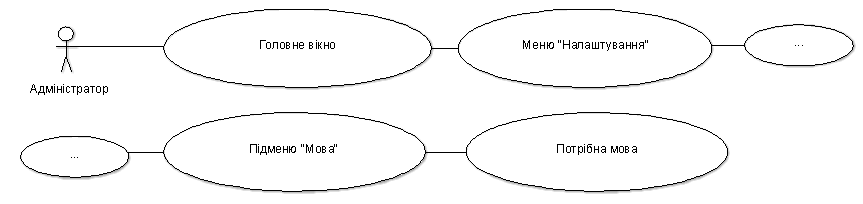 Головне вікно
Меню "Налаштування"
...
Адміністратор
...
Підменю "Мова"
Потрібна мова